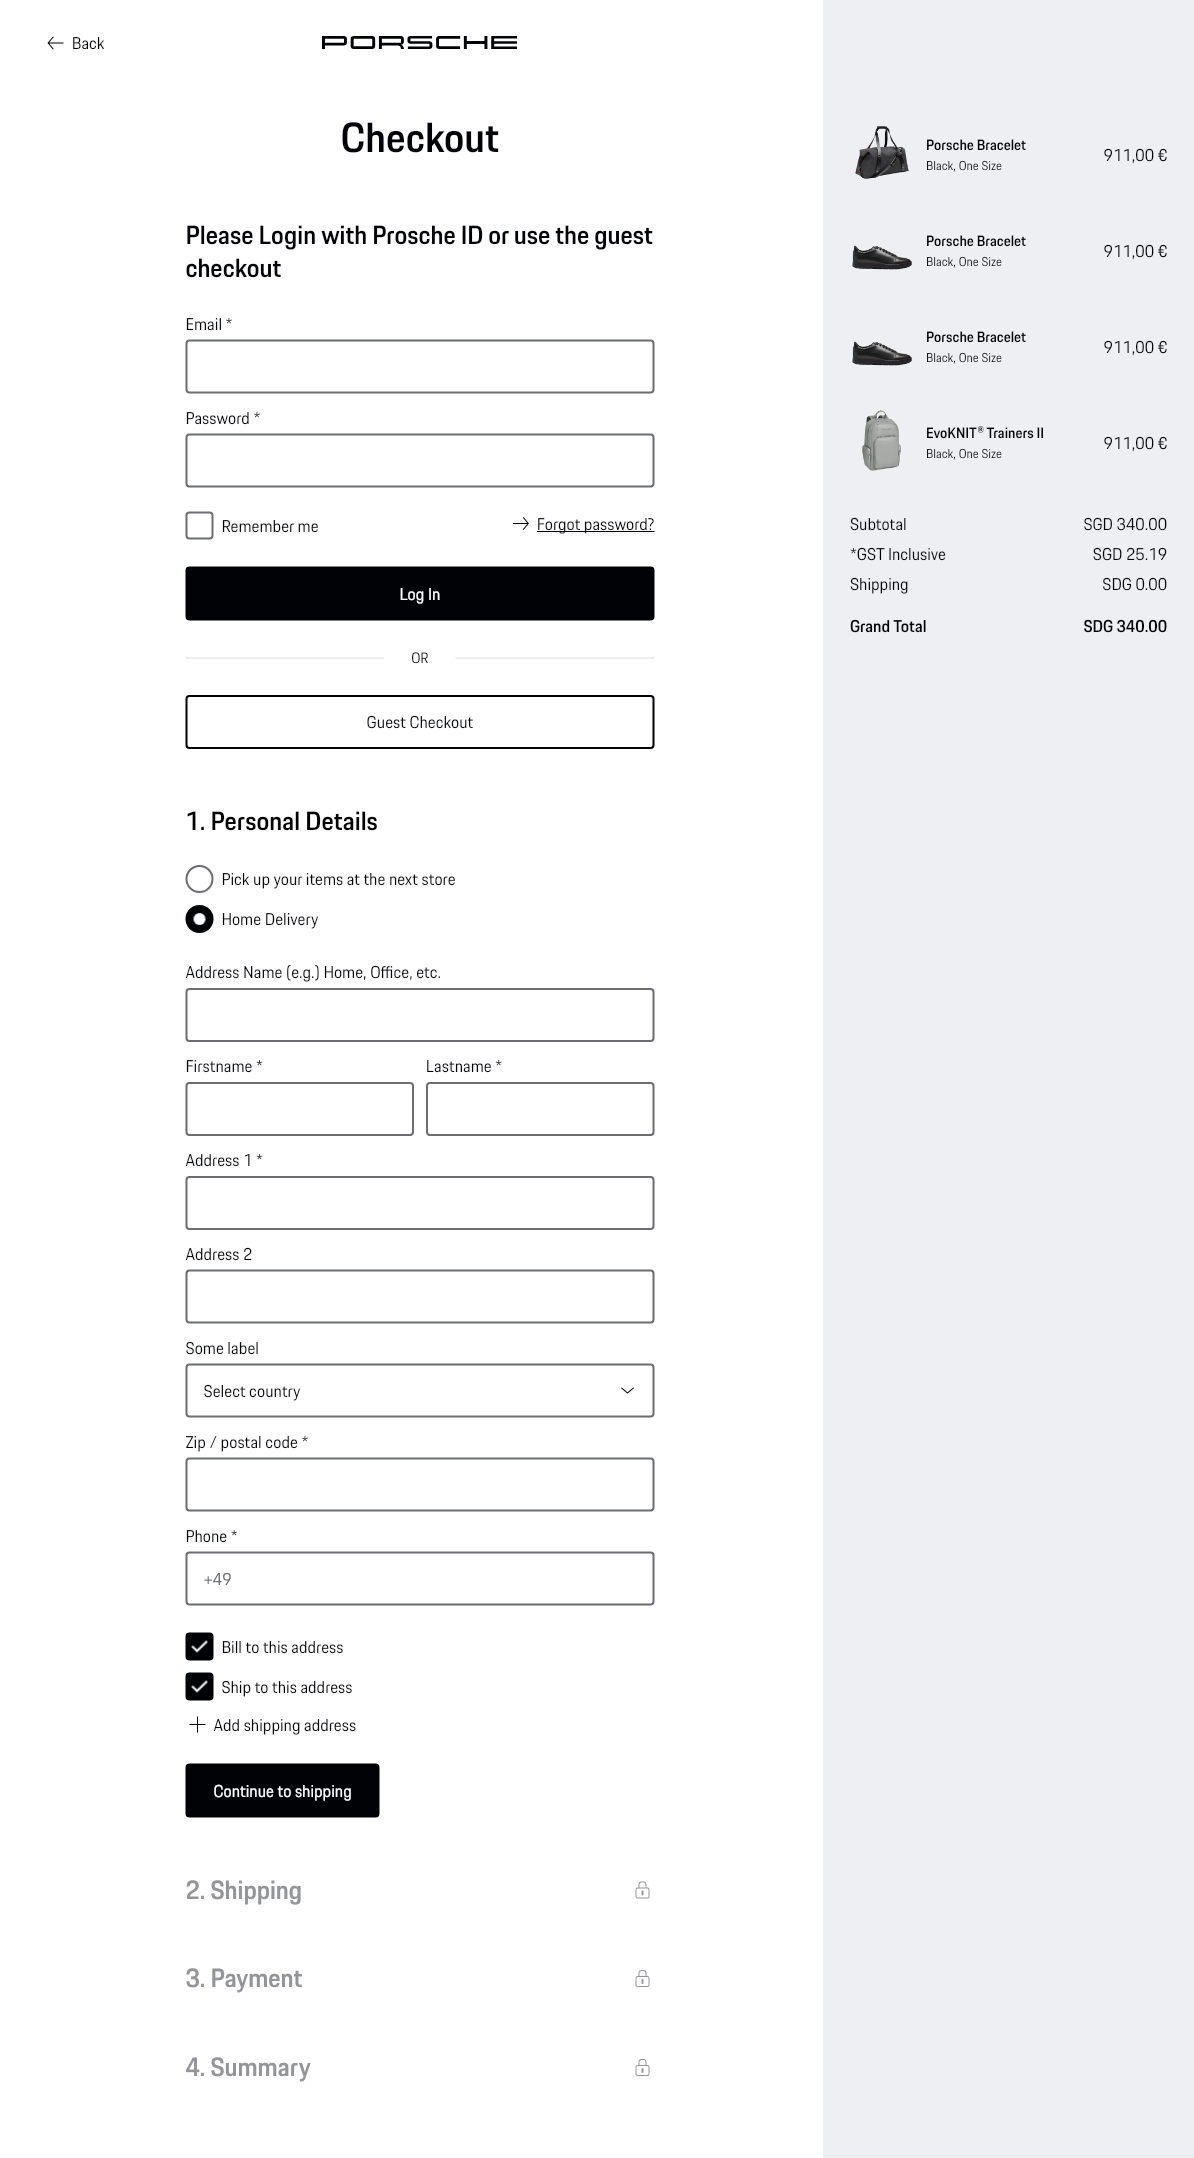 Back
PORSCHE
Checkout
Please Login with Prosche ID or use the guest
checkout
Email *
Password *
Remember me
Forgot password?
Log In
OR
Guest Checkout
1. Personal Details
Pick up your items at the next store
Home Delivery
Address Name (e.g.) Home, Office, etc.
Firstname *
Lastname *
Address 1 *
Address 2
Some label
Select country
Zip / postal code *
Phone *
+49
Bill to this address
Ship to this address
Add shipping address
Continue to shipping
2. Shipping
3. Payment
4. Summary
Porsche Bracelet
Black, One Size
911,00 €
Porsche Bracelet
Black, One Size
911,00 €
Porsche Bracelet
Black, One Size
911,00 €
EvoKNIT® Trainers II
Black, One Size
911,00 €
Subtotal SGD 340.00
*GST Inclusive SGD 25.19
Shipping SDG 0.00
Grand Total SDG 340.00